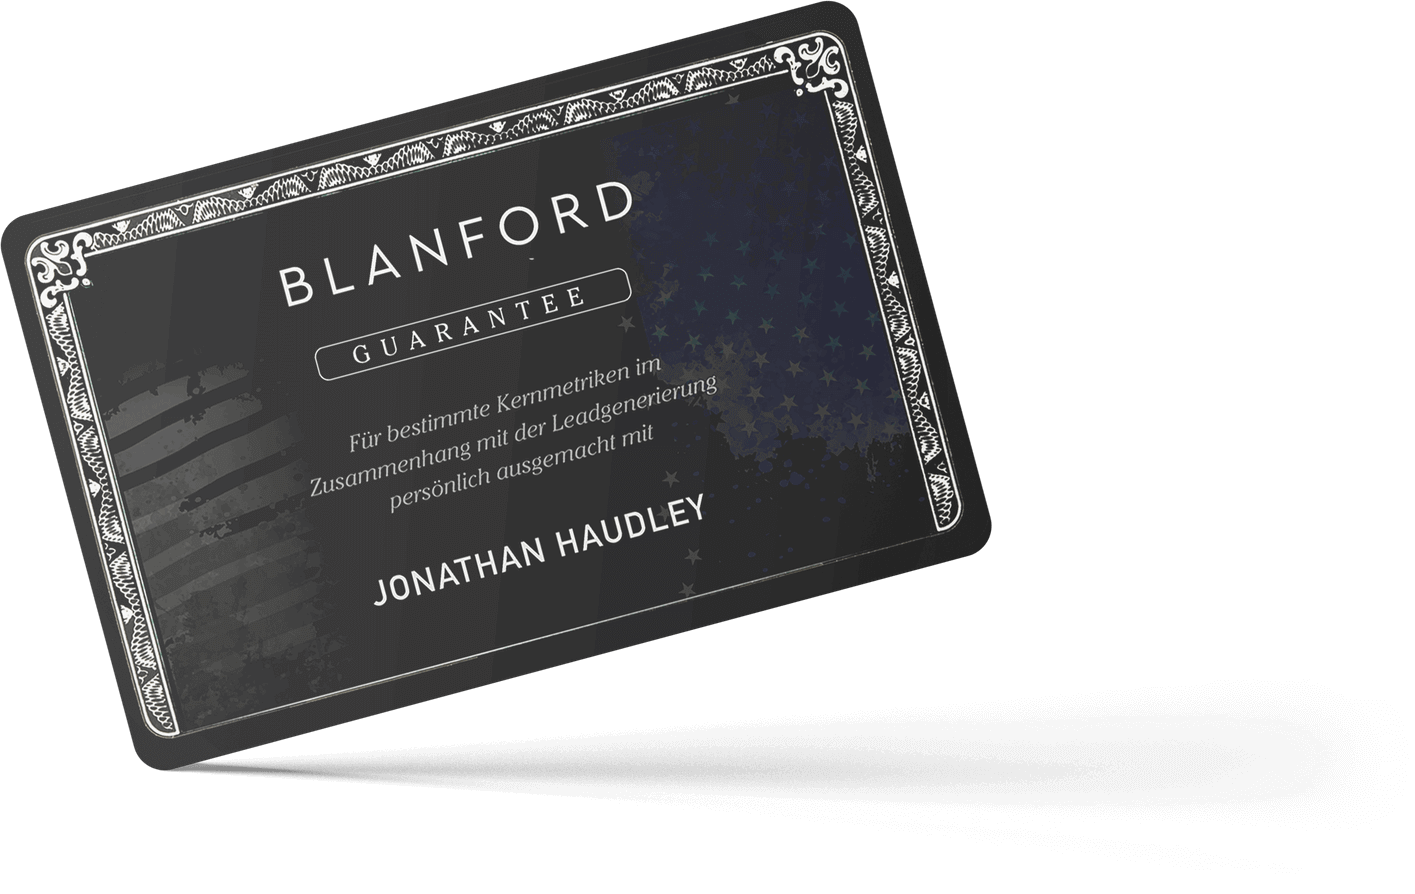 BLANFORD
GUARANTEE
Für bestimmte Kernmetriken im
Zusammenhang mit der Leadgenerierung
persönlich ausgemacht mit
JONATHAN HAUDLEY